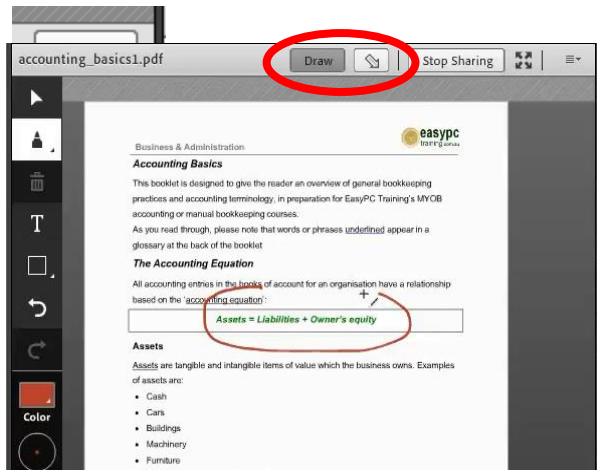 accounting_basics1.pdf
Draw
Stop Sharing
easypc
training.com.au
Business & Administration
Accounting Basics
This booklet is designed to give the reader an overview of general bookkeeping
practices and accounting terminology, in preparation for EasyPC Training's MYOB
accounting or manual bookkeeping courses.
As you read through, please note that words or phrases underlined appear in a
glossary at the back of the booklet
The Accounting Equation
All accounting entries in the books of account for an organisation have a relationship
based on the 'accounting equation':
Assets = Liabilities + Owner's equity
Assets
Assets are tangible and intangible items of value which the business owns. Examples
of assets are:
• Cash
• Cars
• Buildings
• Machinery
• Furniture
T
Color